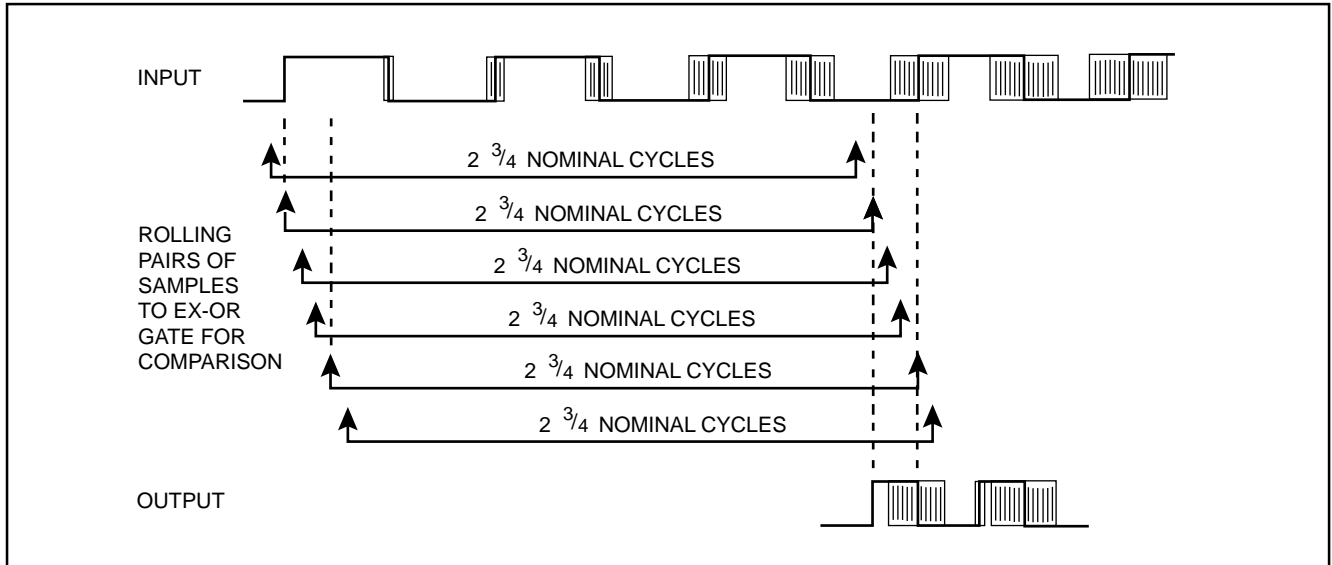 INPUT
2 3/4 NOMINAL CYCLES
2 3/4 NOMINAL CYCLES
ROLLING
PAIRS OF
SAMPLES
TO EX-OR
GATE FOR
COMPARISON
2 3/4 NOMINAL CYCLES
2 3/4 NOMINAL CYCLES
2 3/4 NOMINAL CYCLES
2 3/4 NOMINAL CYCLES
OUTPUT